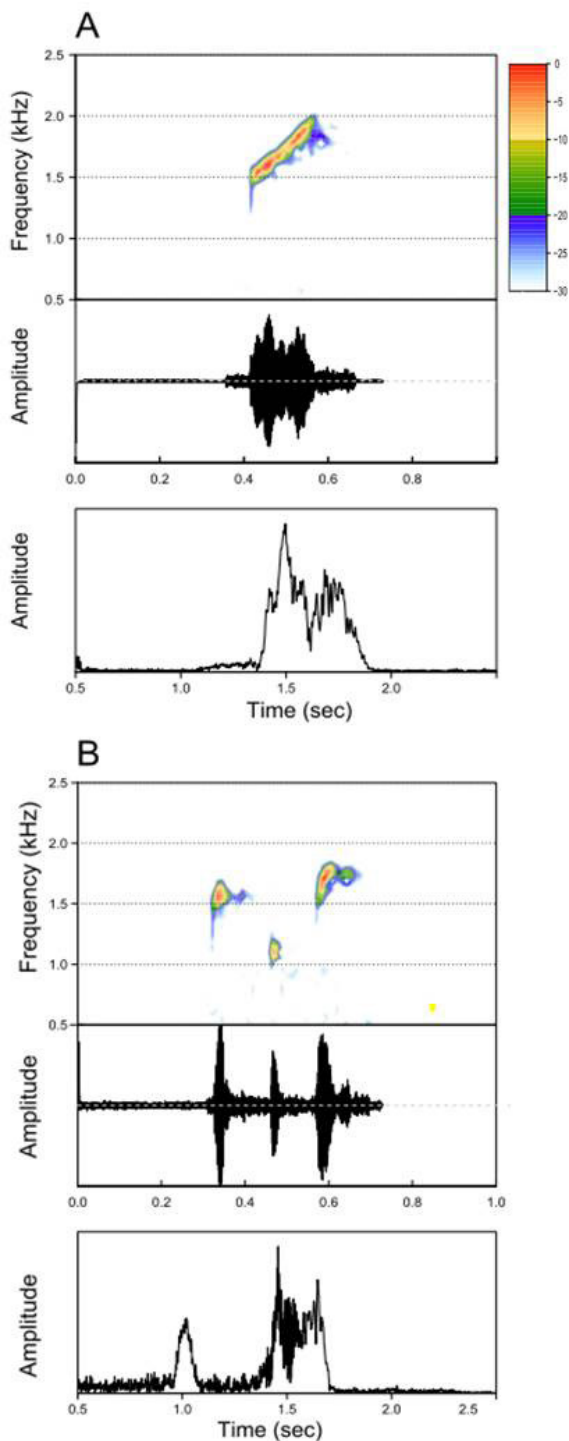 A
Frequency (kHz)
2.5
2.0
1.5
1.0
0.5
0
-5
-10
-15
-20
-25
-30
Amplitude
0.0 0.2 0.4 0.6 0.8
Amplitude
0.5 1.0 1.5 2.0
Time (sec)
B
Frequency (kHz)
2.5
2.0
1.5
1.0
0.5
Amplitude
0.0 0.2 0.4 0.6 0.8 1.0
Amplitude
0.5 1.0 1.5 2.0 2.5
Time (sec)